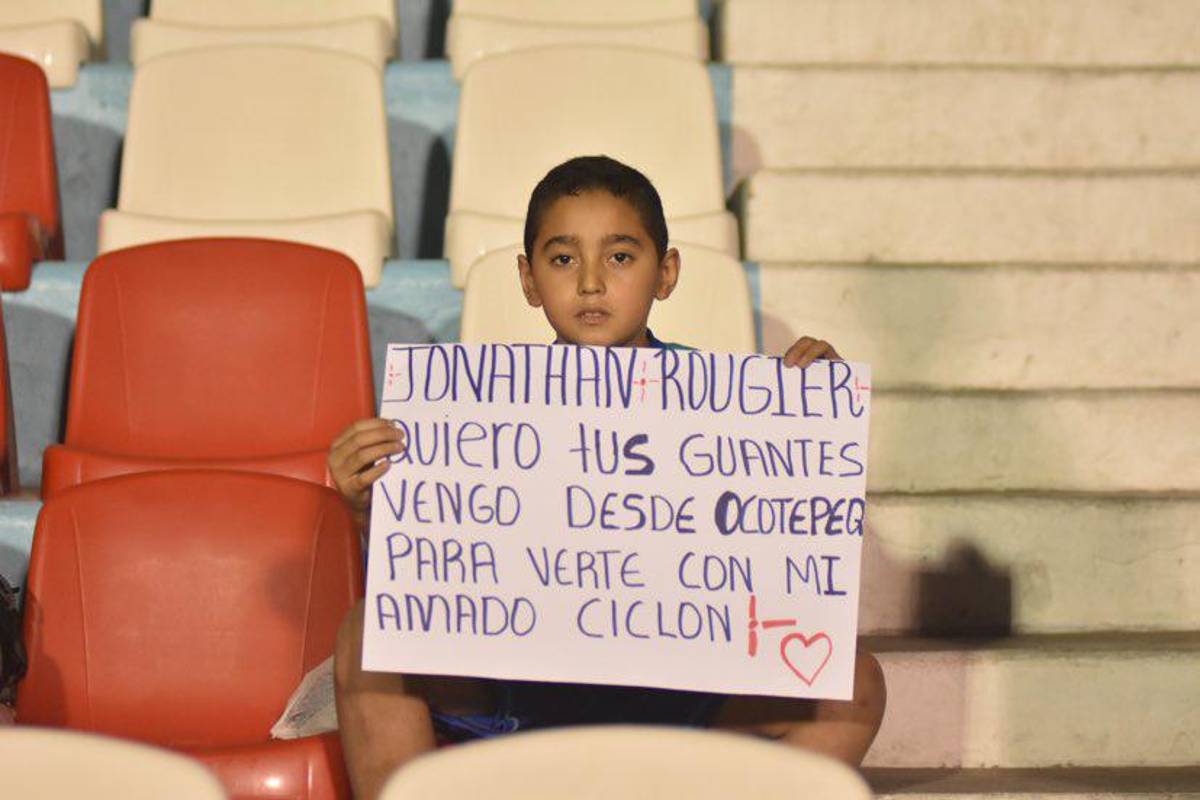 JONATHAN ROUGIER
QUIERO tUS GUANTES
VENGO DESDE OCOTEPEQ
PARA VERTE CON MI
AMADO CICLON